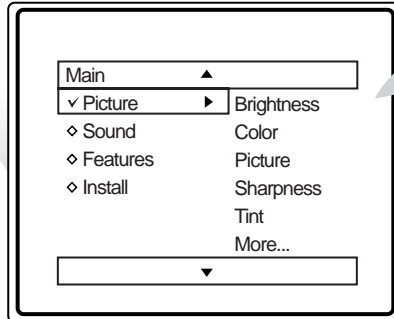 Main
Picture Brightness
Sound Color
Features Picture
Install Sharpness
Tint
More...